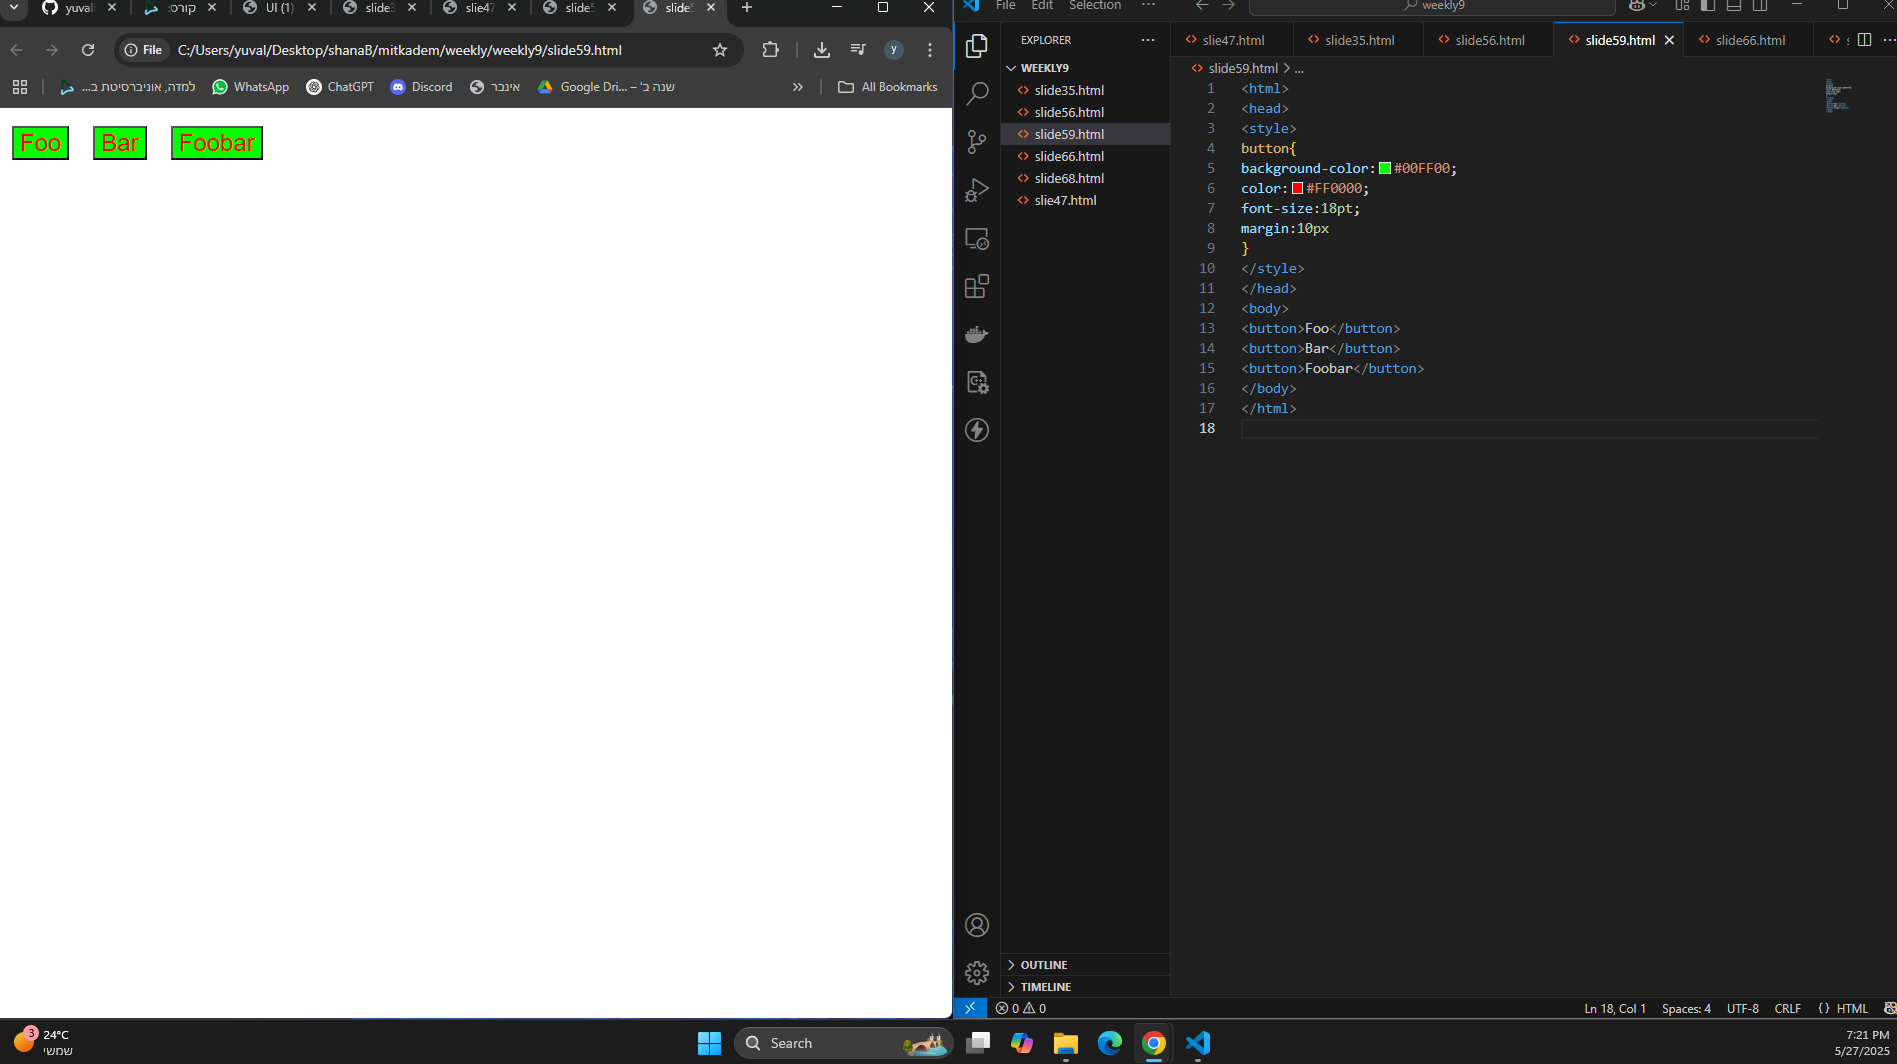 yuval
קורס:
UI (1)
slide3
slie47
slide5
slide5
File
C:/Users/yuval/Desktop/shanaB/mitkadem/weekly/weekly9/slide59.html
y
למדה, אוניברסיטת ב...
WhatsApp
ChatGPT
Discord
אינבר
Google Dri...
שנה ב' –
All Bookmarks
Foo
Bar
Foobar
File
Edit
Selection
weekly9
EXPLORER
WEEKLY9
slide35.html
slide56.html
slide59.html
slide66.html
slide68.html
slie47.html
OUTLINE
TIMELINE
slie47.html
slide35.html
slide56.html
slide59.html
slide66.html
slide59.html > ...
1 <html>
2 <head>
3 <style>
4 button{
5 background-color:#00FF00;
6 color:#FF0000;
7 font-size:18pt;
8 margin:10px
9 }
10 </style>
11 </head>
12 <body>
13 <button>Foo</button>
14 <button>Bar</button>
15 <button>Foobar</button>
16 </body>
17 </html>
18
0 0
Ln 18, Col 1
Spaces: 4
UTF-8
CRLF
{ } HTML
3
24°C
שמשי
Search
7:21 PM
5/27/2025